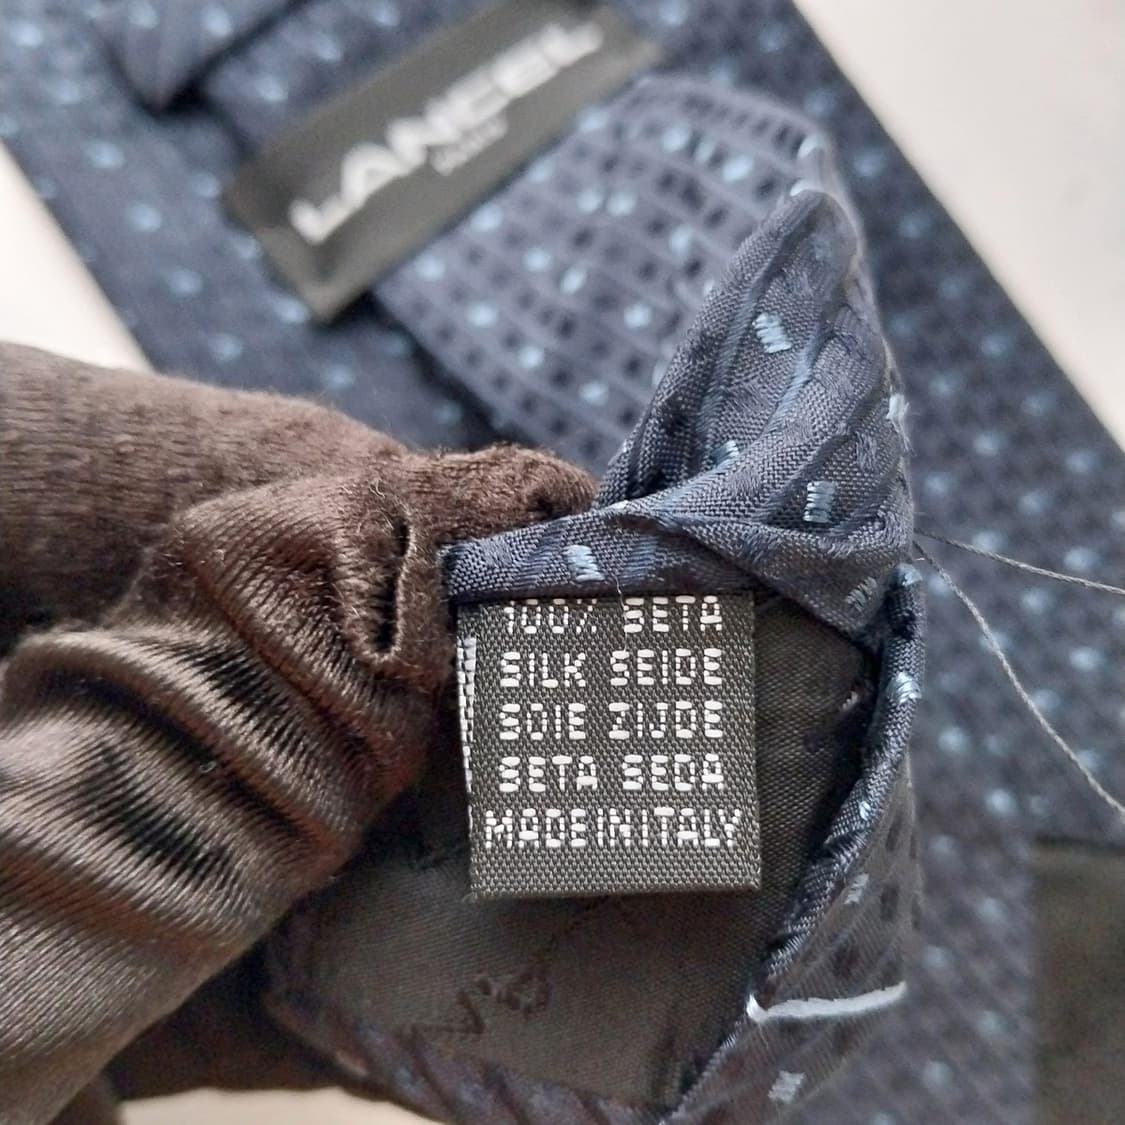 LANCEL
PARIS
100% SETA
SILK SEIDE
SOIE ZIJDE
SETA SEDA
MADE IN ITALY